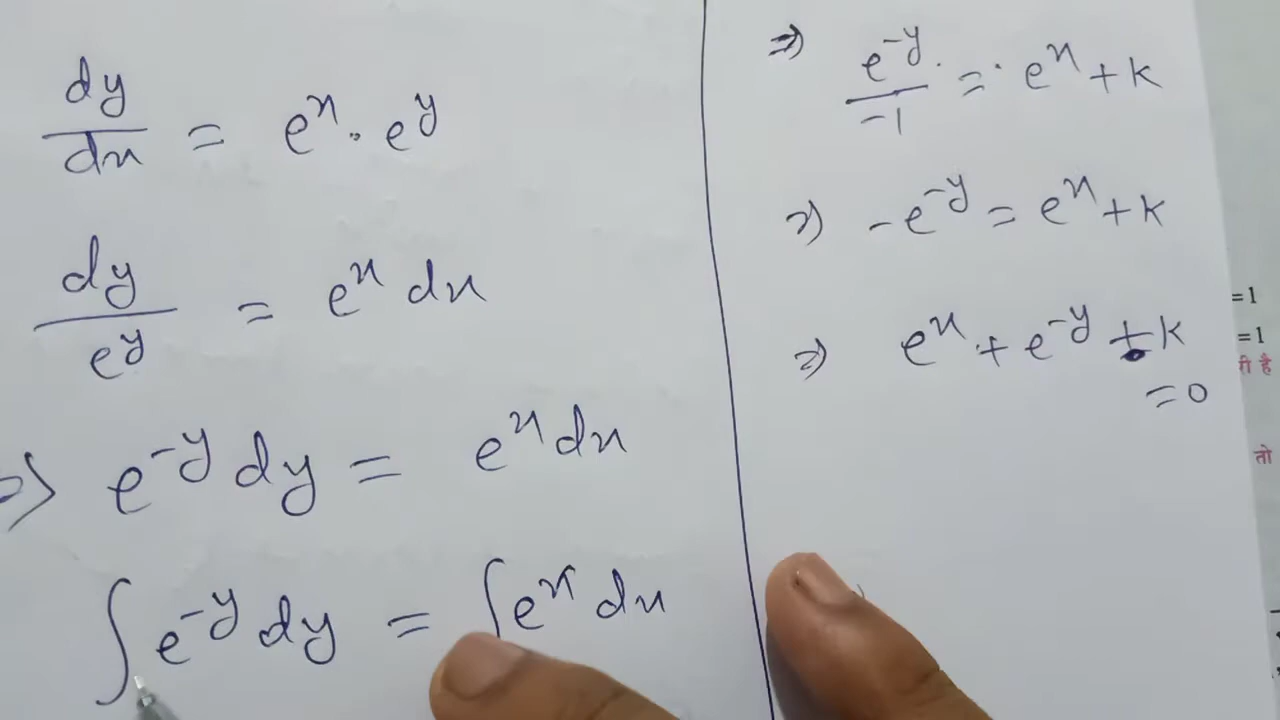 dy/dx = e^x . e^y
dy/e^y = e^x dx
=> e^-y dy = e^x dx
∫ e^-y dy = ∫ e^x dx
=> e^-y/-1 = e^x + k
=> -e^-y = e^x + k
=> e^x + e^-y + k
= 0
=1
=1
री है
तो